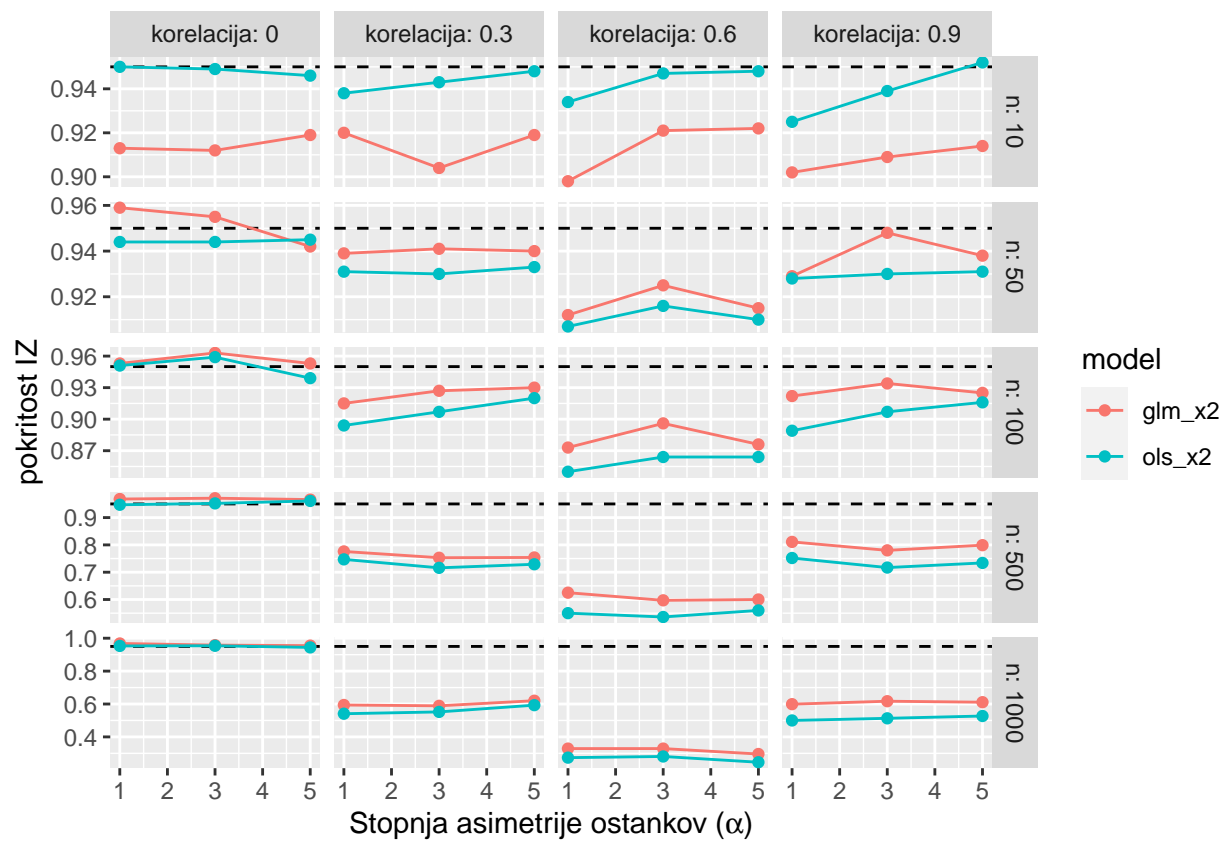 korelacija: 0 korelacija: 0.3 korelacija: 0.6 korelacija: 0.9
0.94
0.92
0.90
n: 10
0.96
0.94
0.92
n: 50
0.96
0.93
0.90
0.87
n: 100
0.9
0.8
0.7
0.6
n: 500
1.0
0.8
0.6
0.4
n: 1000
pokritost IZ
1 2 3 4 5 1 2 3 4 5 1 2 3 4 5 1 2 3 4 5
Stopnja asimetrije ostankov (α)
model
glm_x2
ols_x2